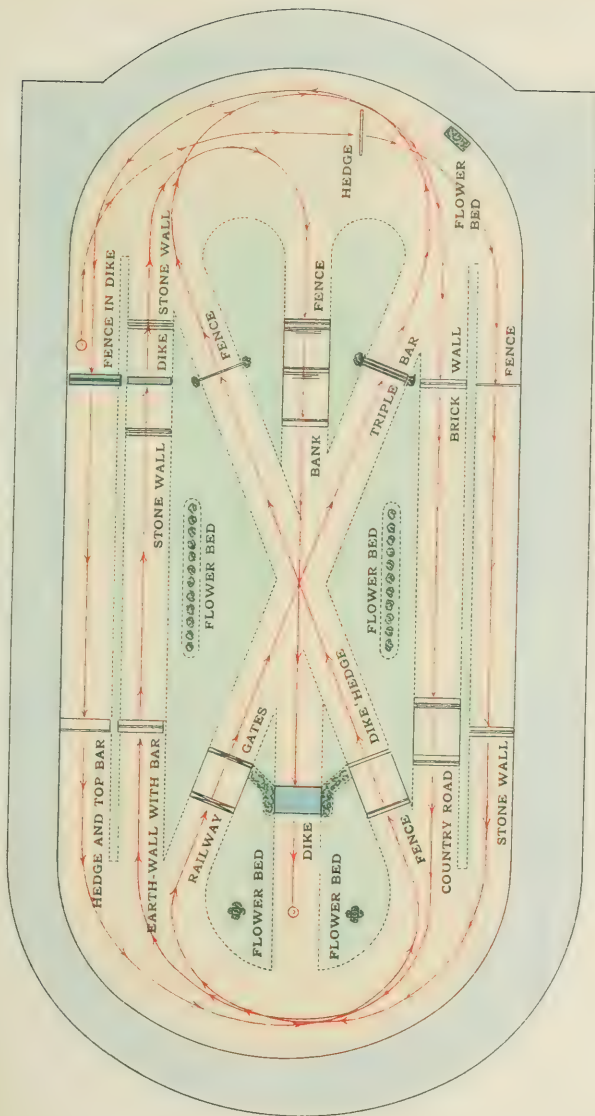 FENCE IN DIKE
HEDGE AND TOP BAR
STONE WALL
DIKE
STONE WALL
EARTH-WALL WITH BAR
FENCE
FLOWER BED
RAILWAY GATES
FENCE
BANK
DIKE
FLOWER BED
FLOWER BED
HEDGE
TRIPLE BAR
FLOWER BED
DIKE HEDGE
FENCE
BRICK WALL
COUNTRY ROAD
FLOWER BED
FENCE
STONE WALL